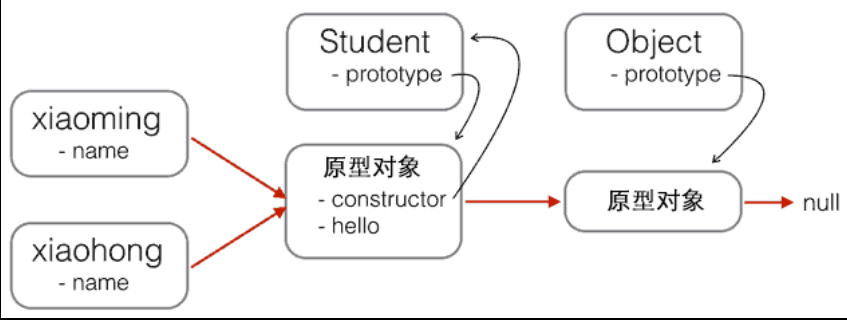 Student
- prototype
Object
- prototype
xiaoming
- name
原型对象
- constructor
- hello
原型对象
null
xiaohong
- name